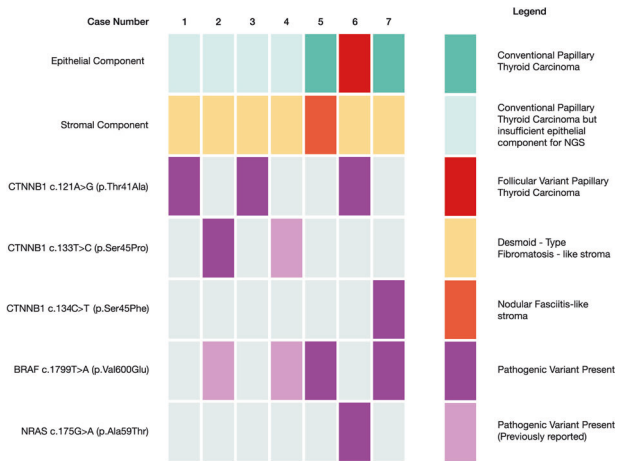 Legend
Case Number 1 2 3 4 5 6 7
Epithelial Component
Stromal Component
CTNNB1 c.121A>G (p.Thr41Ala)
CTNNB1 c.133T>C (p.Ser45Pro)
CTNNB1 c.134C>T (p.Ser45Phe)
BRAF c.1799T>A (p.Val600Glu)
NRAS c.175G>A (p.Ala59Thr)
Conventional Papillary
Thyroid Carcinoma
Conventional Papillary
Thyroid Carcinoma but
insufficient epithelial
component for NGS
Follicular Variant Papillary
Thyroid Carcinoma
Desmoid - Type
Fibromatosis - like stroma
Nodular Fasciitis-like
stroma
Pathogenic Variant Present
Pathogenic Variant Present
(Previously reported)